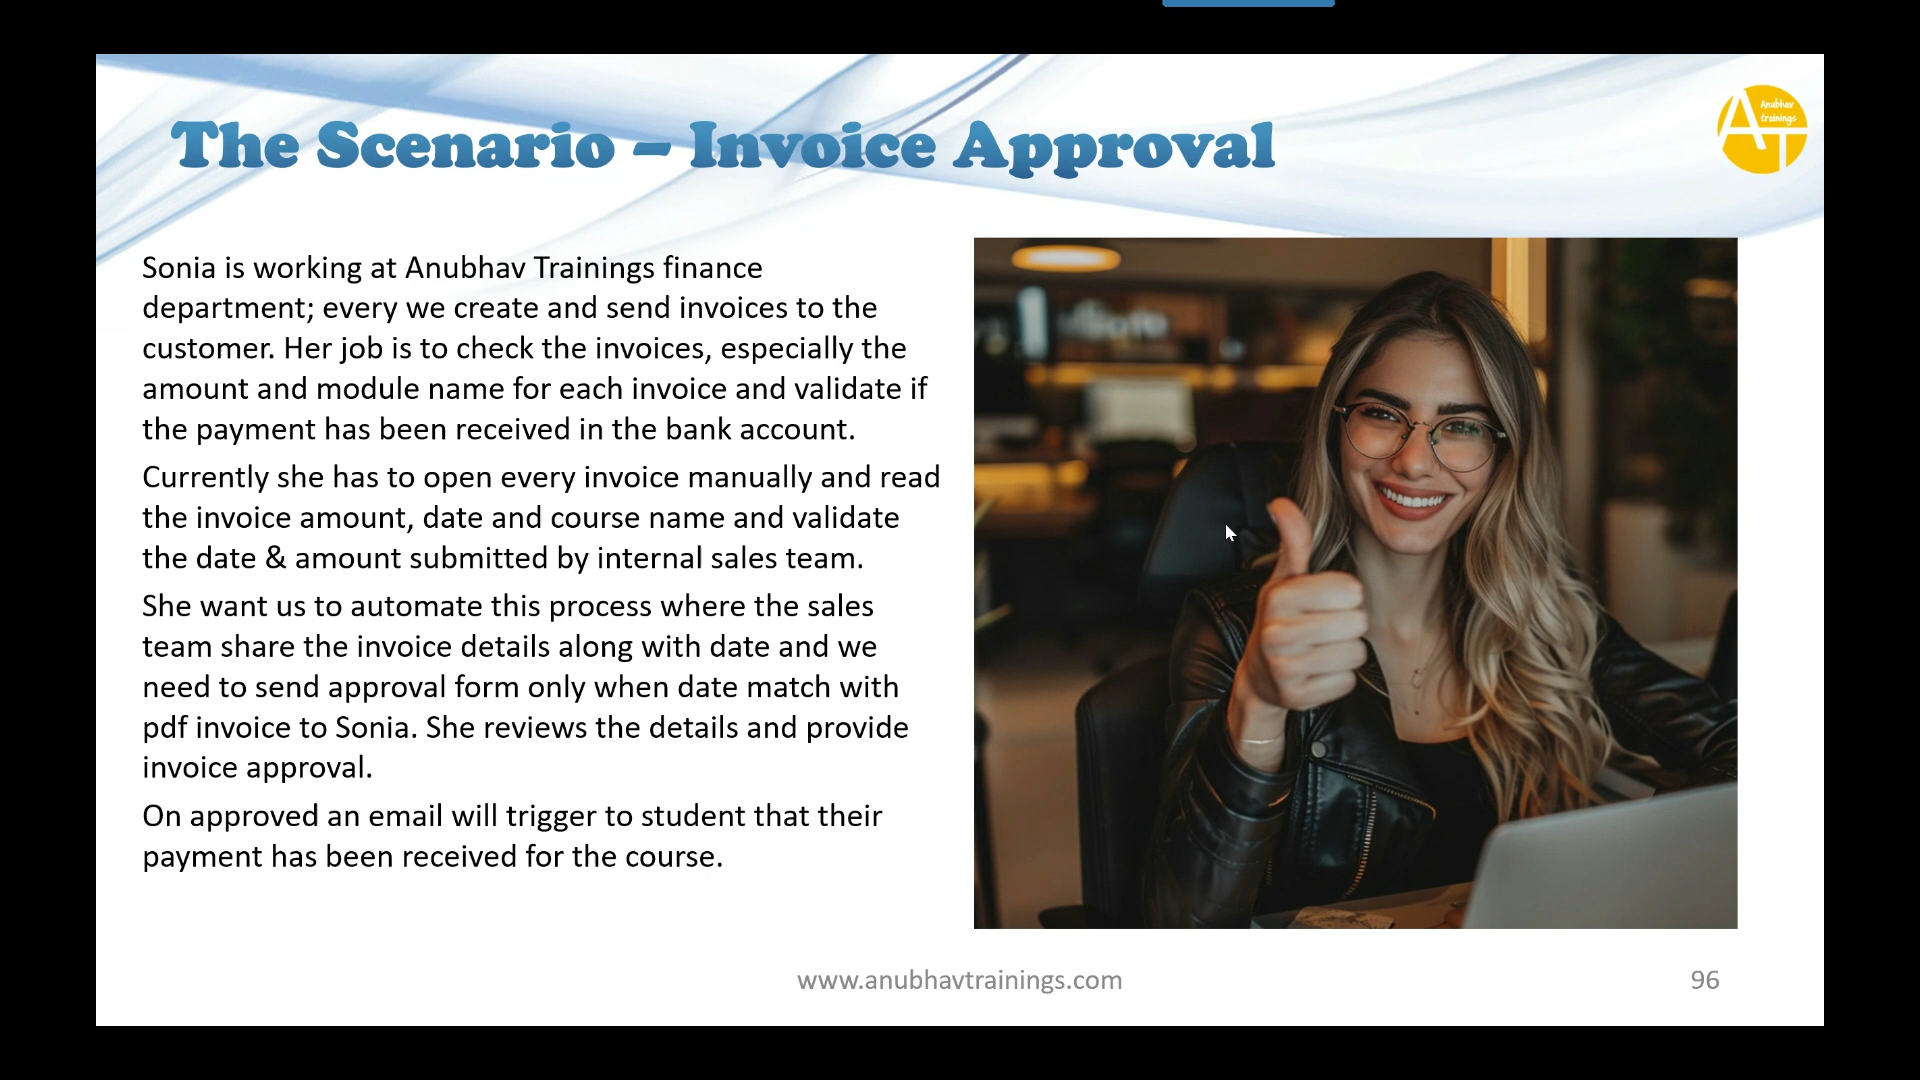 The Scenario – Invoice Approval
Anubhav
trainings
AT
Sonia is working at Anubhav Trainings finance
department; every we create and send invoices to the
customer. Her job is to check the invoices, especially the
amount and module name for each invoice and validate if
the payment has been received in the bank account.
Currently she has to open every invoice manually and read
the invoice amount, date and course name and validate
the date & amount submitted by internal sales team.
She want us to automate this process where the sales
team share the invoice details along with date and we
need to send approval form only when date match with
pdf invoice to Sonia. She reviews the details and provide
invoice approval.
On approved an email will trigger to student that their
payment has been received for the course.
www.anubhavtrainings.com
96